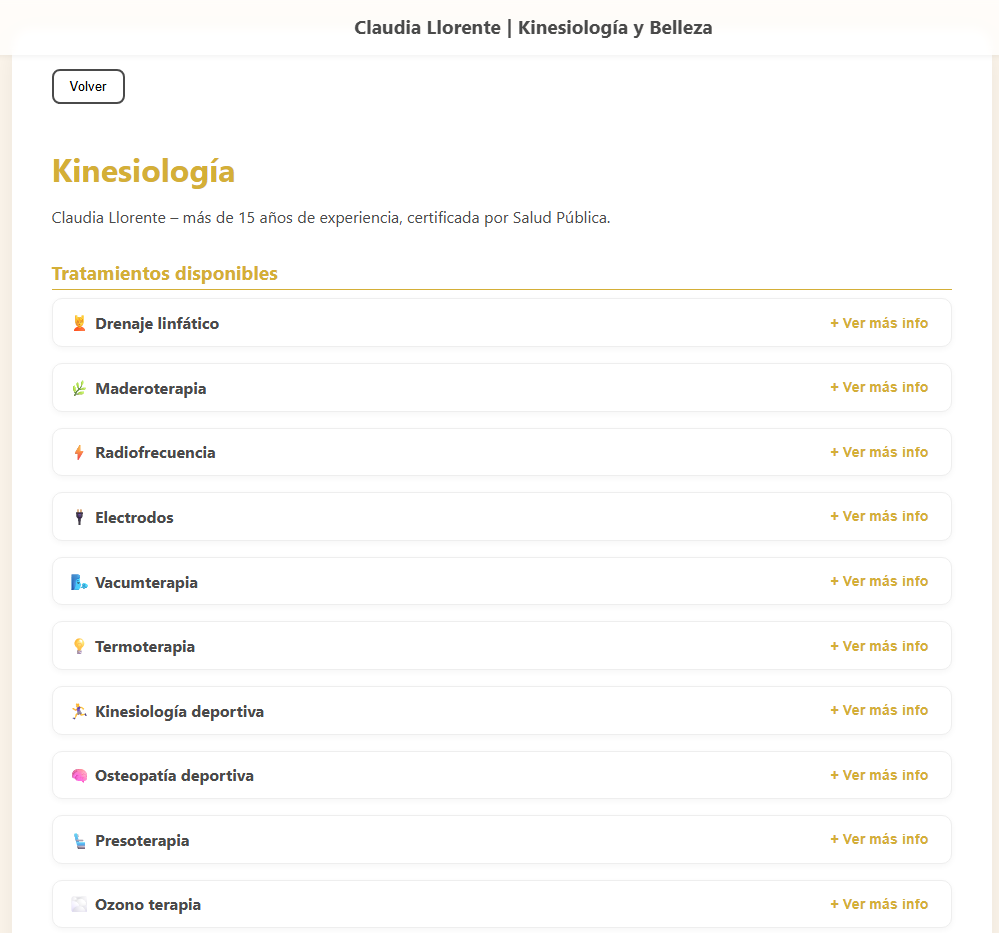 Claudia Llorente | Kinesiología y Belleza
Volver
Kinesiología
Claudia Llorente – más de 15 años de experiencia, certificada por Salud Pública.
Tratamientos disponibles
Drenaje linfático + Ver más info
Maderoterapia + Ver más info
Radiofrecuencia + Ver más info
Electrodos + Ver más info
Vacumterapia + Ver más info
Termoterapia + Ver más info
Kinesiología deportiva + Ver más info
Osteopatía deportiva + Ver más info
Presoterapia + Ver más info
Ozono terapia + Ver más info